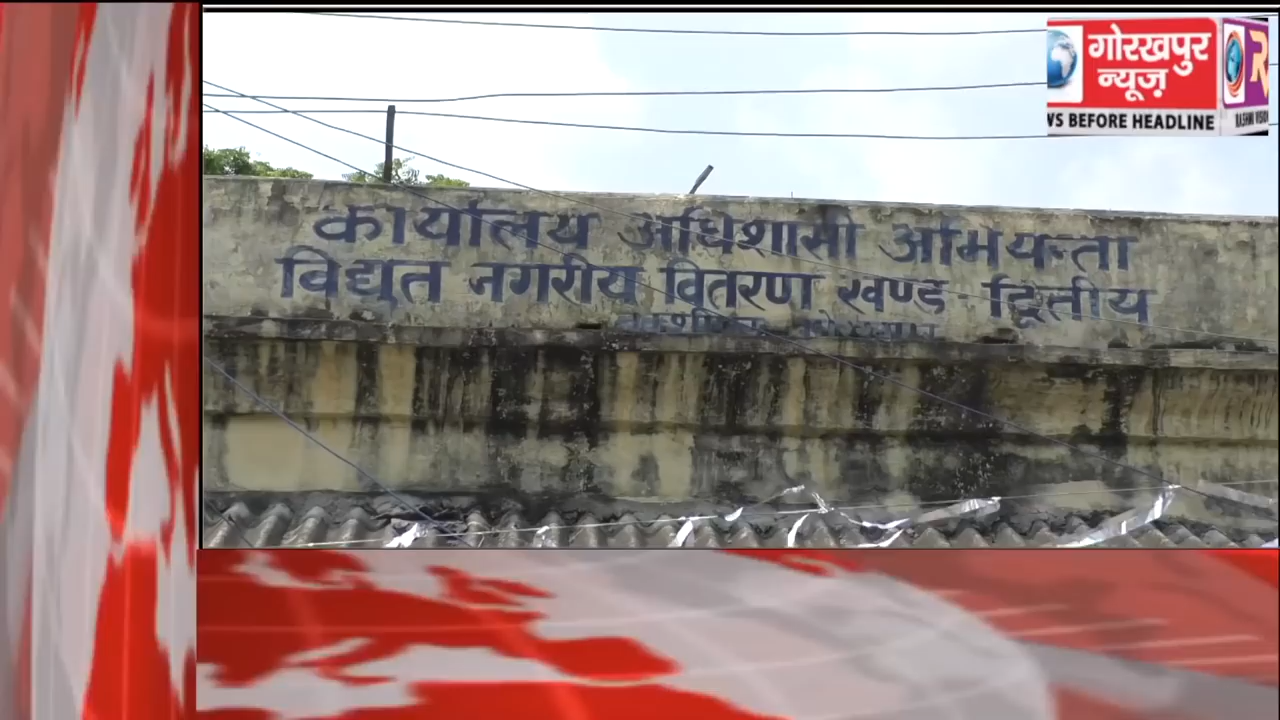 गोरखपुर
न्यूज़
WS BEFORE HEADLINE
कार्यालय अधिशासी अभियन्ता
विद्युत नगरीय वितरण खण्ड - द्वितीय